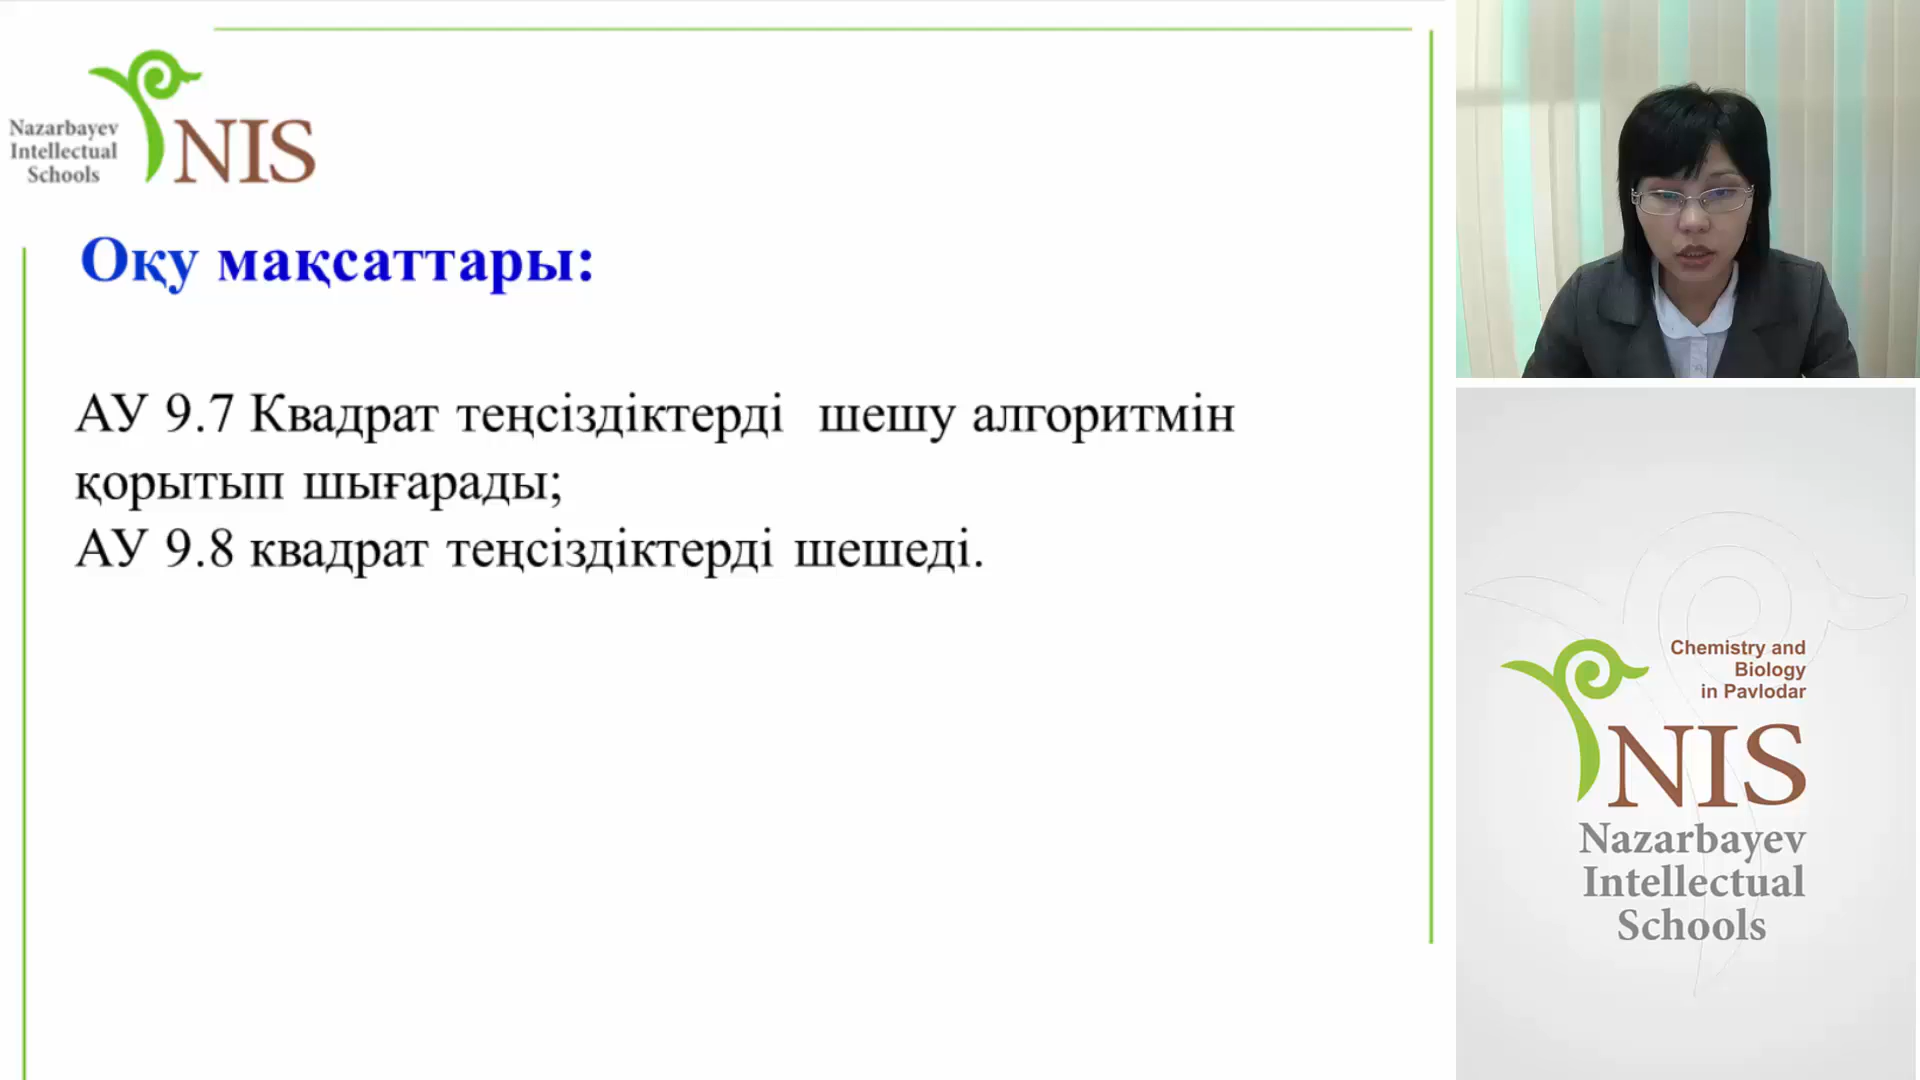 Nazarbayev
Intellectual
Schools
NIS
Оқу мақсаттары:
АУ 9.7 Квадрат теңсіздіктерді шешу алгоритмін
қорытып шығарады;
АУ 9.8 квадрат теңсіздіктерді шешеді.
Chemistry and
Biology
in Pavlodar
NIS
Nazarbayev
Intellectual
Schools